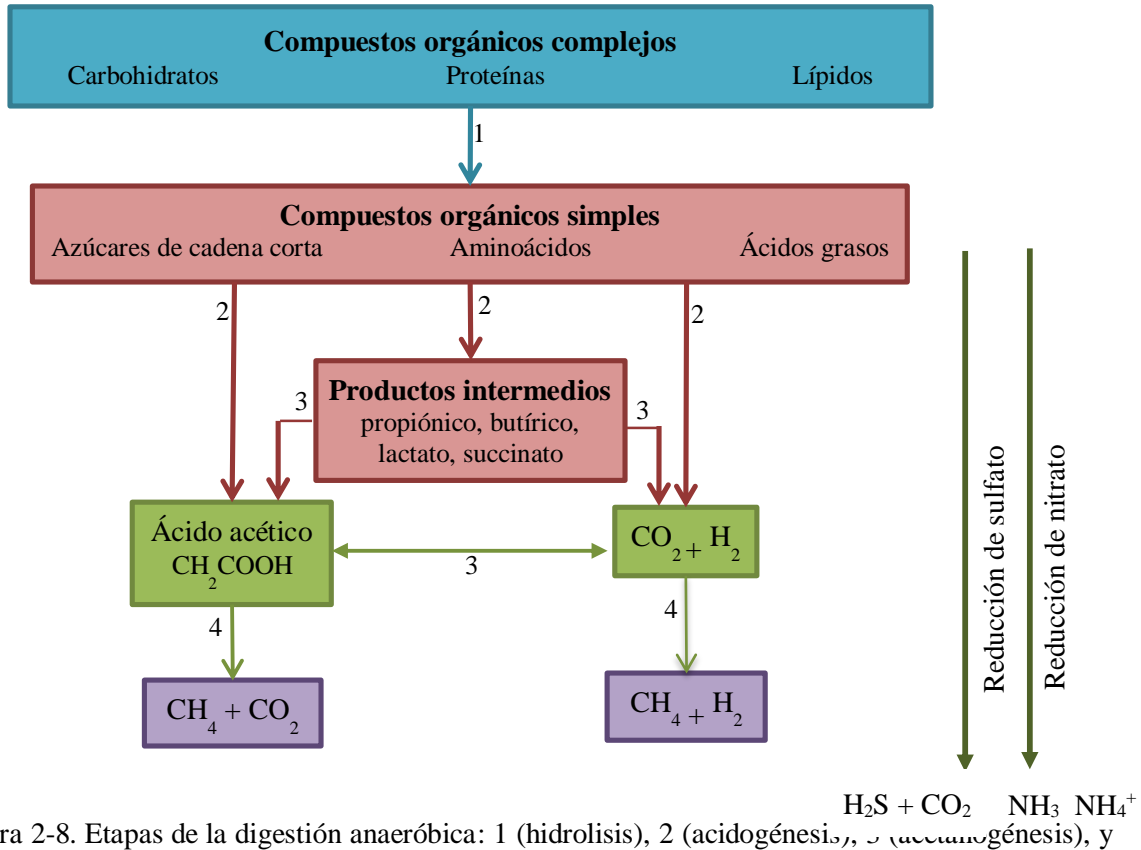 Compuestos orgánicos complejos
Carbohidratos Proteínas Lípidos
1
Compuestos orgánicos simples
Azúcares de cadena corta Aminoácidos Ácidos grasos
2 2 2
Productos intermedios
propiónico, butírico,
lactato, succinato
3 3
Ácido acético
CH₂COOH
CO₂ + H₂
3
4 4
CH₄ + CO₂
CH₄ + H₂
Reducción de sulfato
Reducción de nitrato
H₂S + CO₂ NH₃ NH₄⁺
ra 2-8. Etapas de la digestión anaeróbica: 1 (hidrolisis), 2 (acidogénesis), y